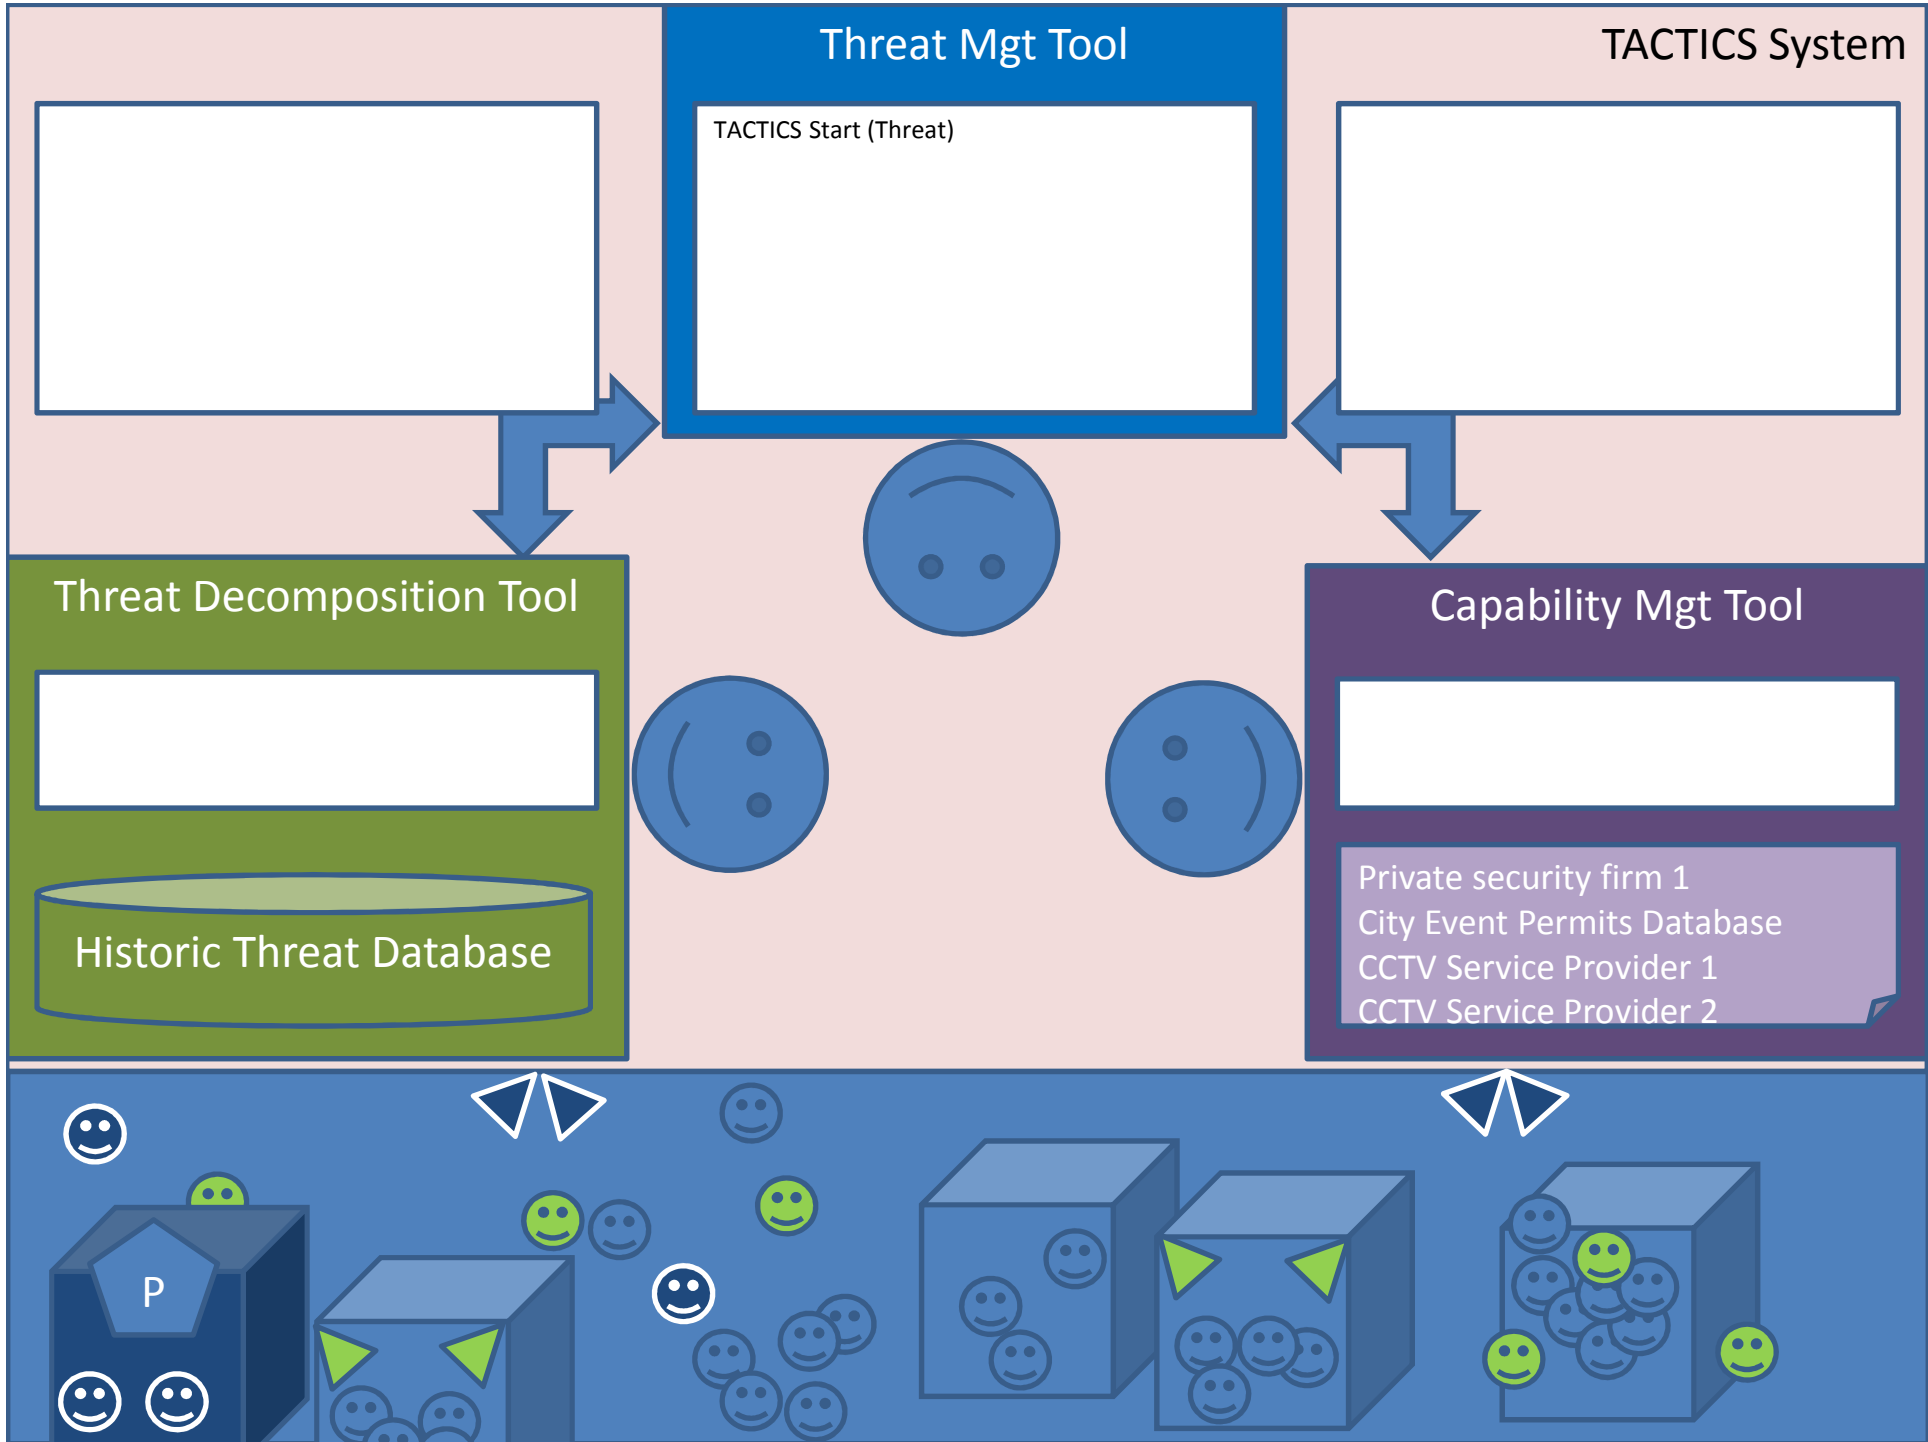 Threat Mgt Tool
TACTICS System
TACTICS Start (Threat)
Threat Decomposition Tool
Capability Mgt Tool
Historic Threat Database
Private security firm 1
City Event Permits Database
CCTV Service Provider 1
CCTV Service Provider 2
P